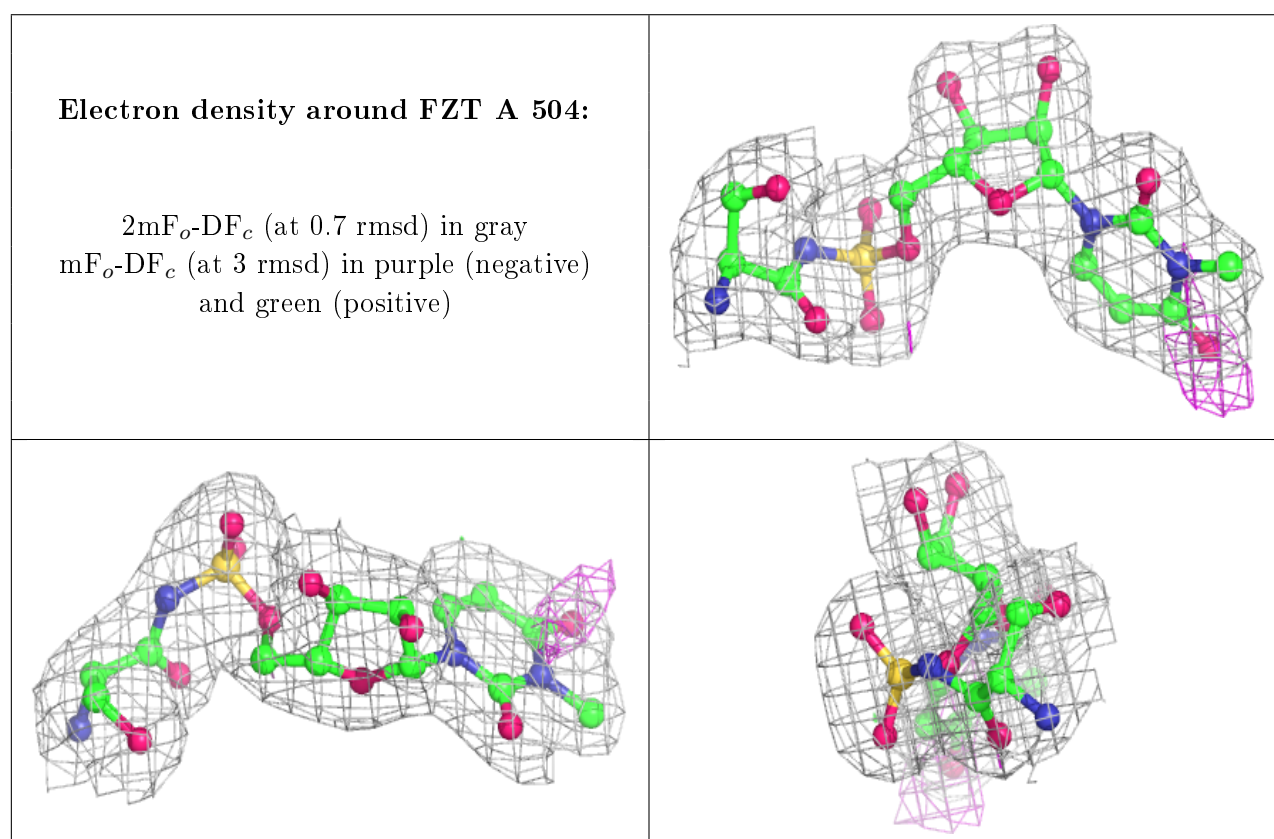 Electron density around FZT A 504:
2mFo-DFc (at 0.7 rmsd) in gray
mFo-DFc (at 3 rmsd) in purple (negative)
and green (positive)